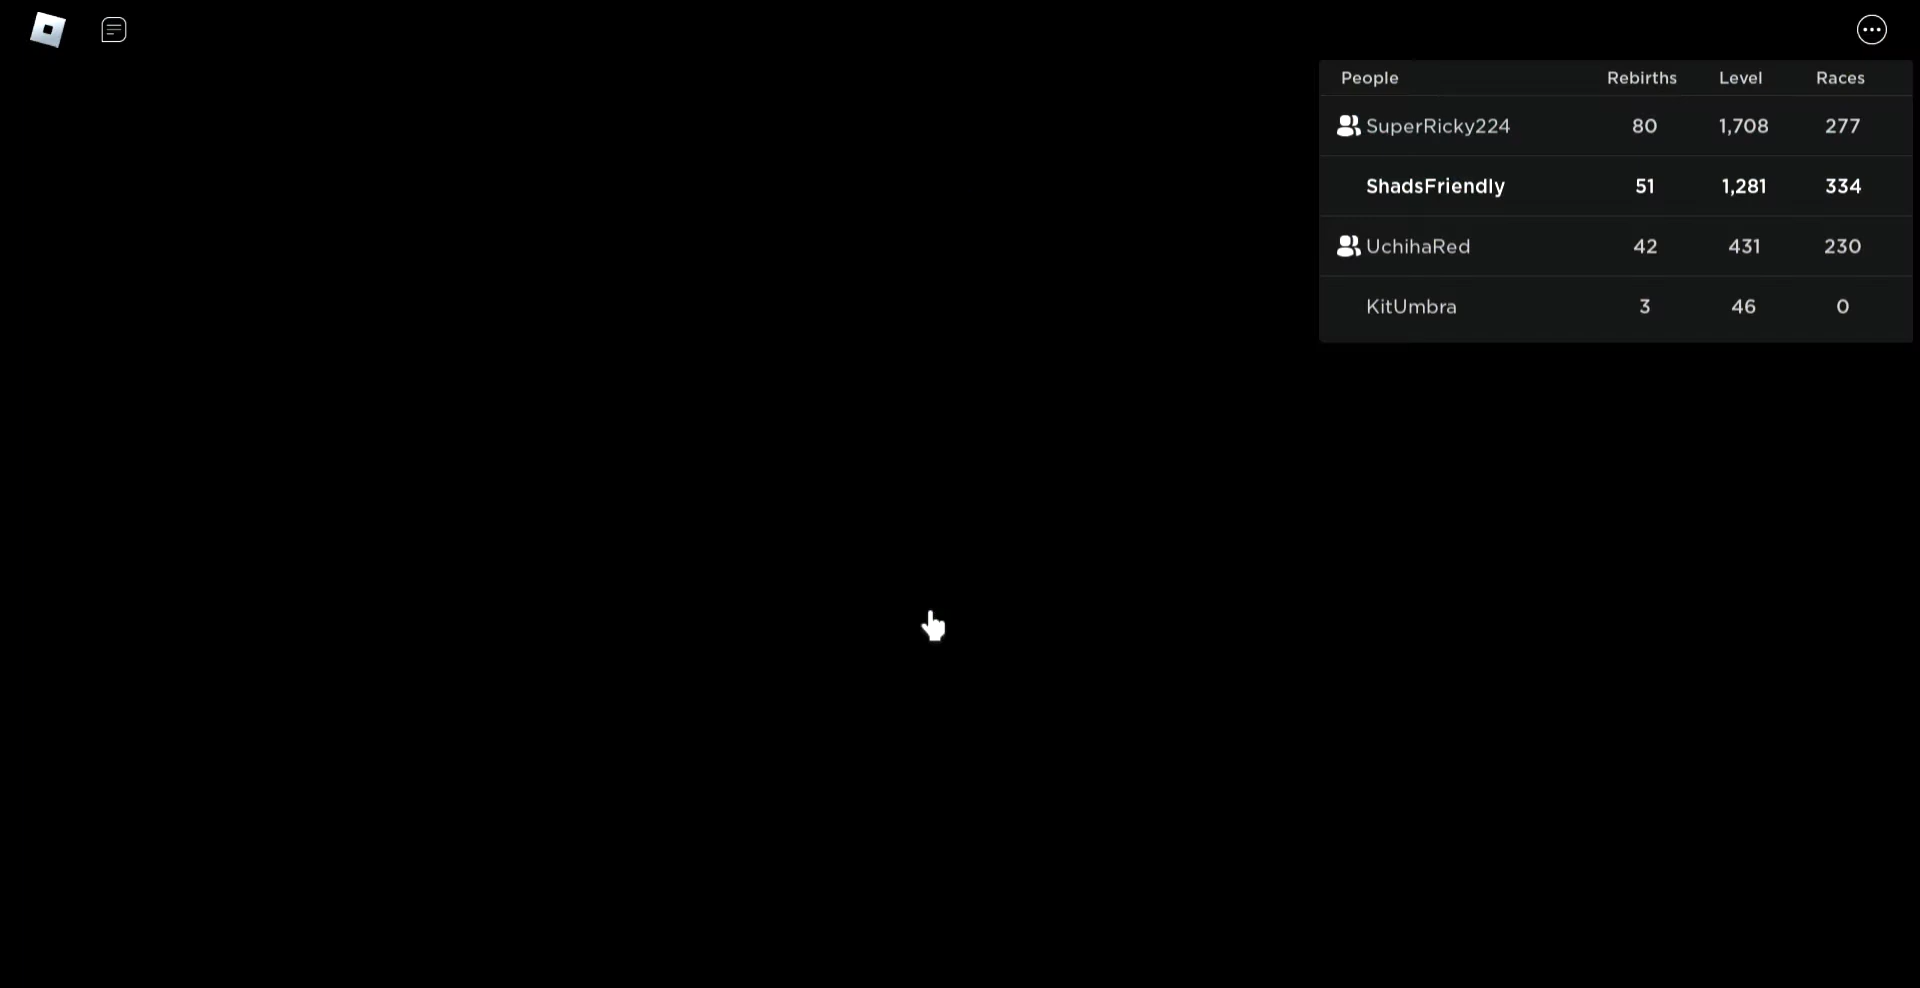 People Rebirths Level Races
SuperRicky224 80 1,708 277
ShadsFriendly 51 1,281 334
UchihaRed 42 431 230
KitUmbra 3 46 0